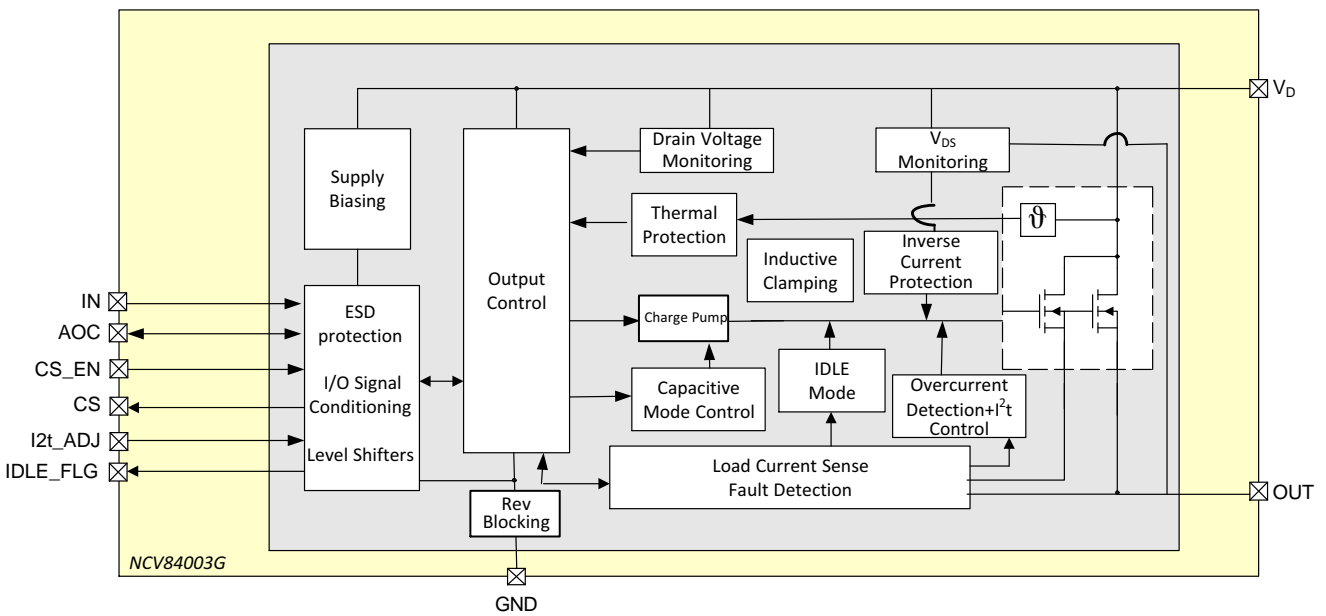 V_D
Supply
Biasing
Drain Voltage
Monitoring
V_DS
Monitoring
Thermal
Protection
ϑ
Output
Control
Inductive
Clamping
Inverse
Current
Protection
IN
AOC
CS_EN
CS
I2t_ADJ
IDLE_FLG
ESD
protection
I/O Signal
Conditioning
Level Shifters
Charge Pump
Capacitive
Mode Control
IDLE
Mode
Overcurrent
Detection+I²t
Control
Load Current Sense
Fault Detection
OUT
Rev
Blocking
NCV84003G
GND